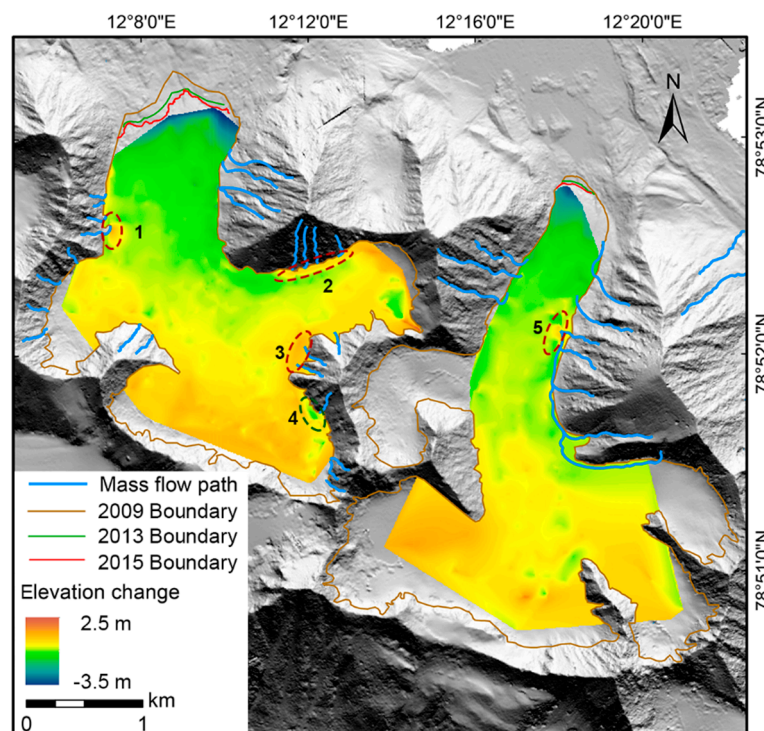 12°8'0"E 12°12'0"E 12°16'0"E 12°20'0"E
N
78°53'0"N
1
2
5
3
78°52'0"N
4
Mass flow path
2009 Boundary
2013 Boundary
2015 Boundary
78°51'0"N
Elevation change
2.5 m
-3.5 m
km
0 1